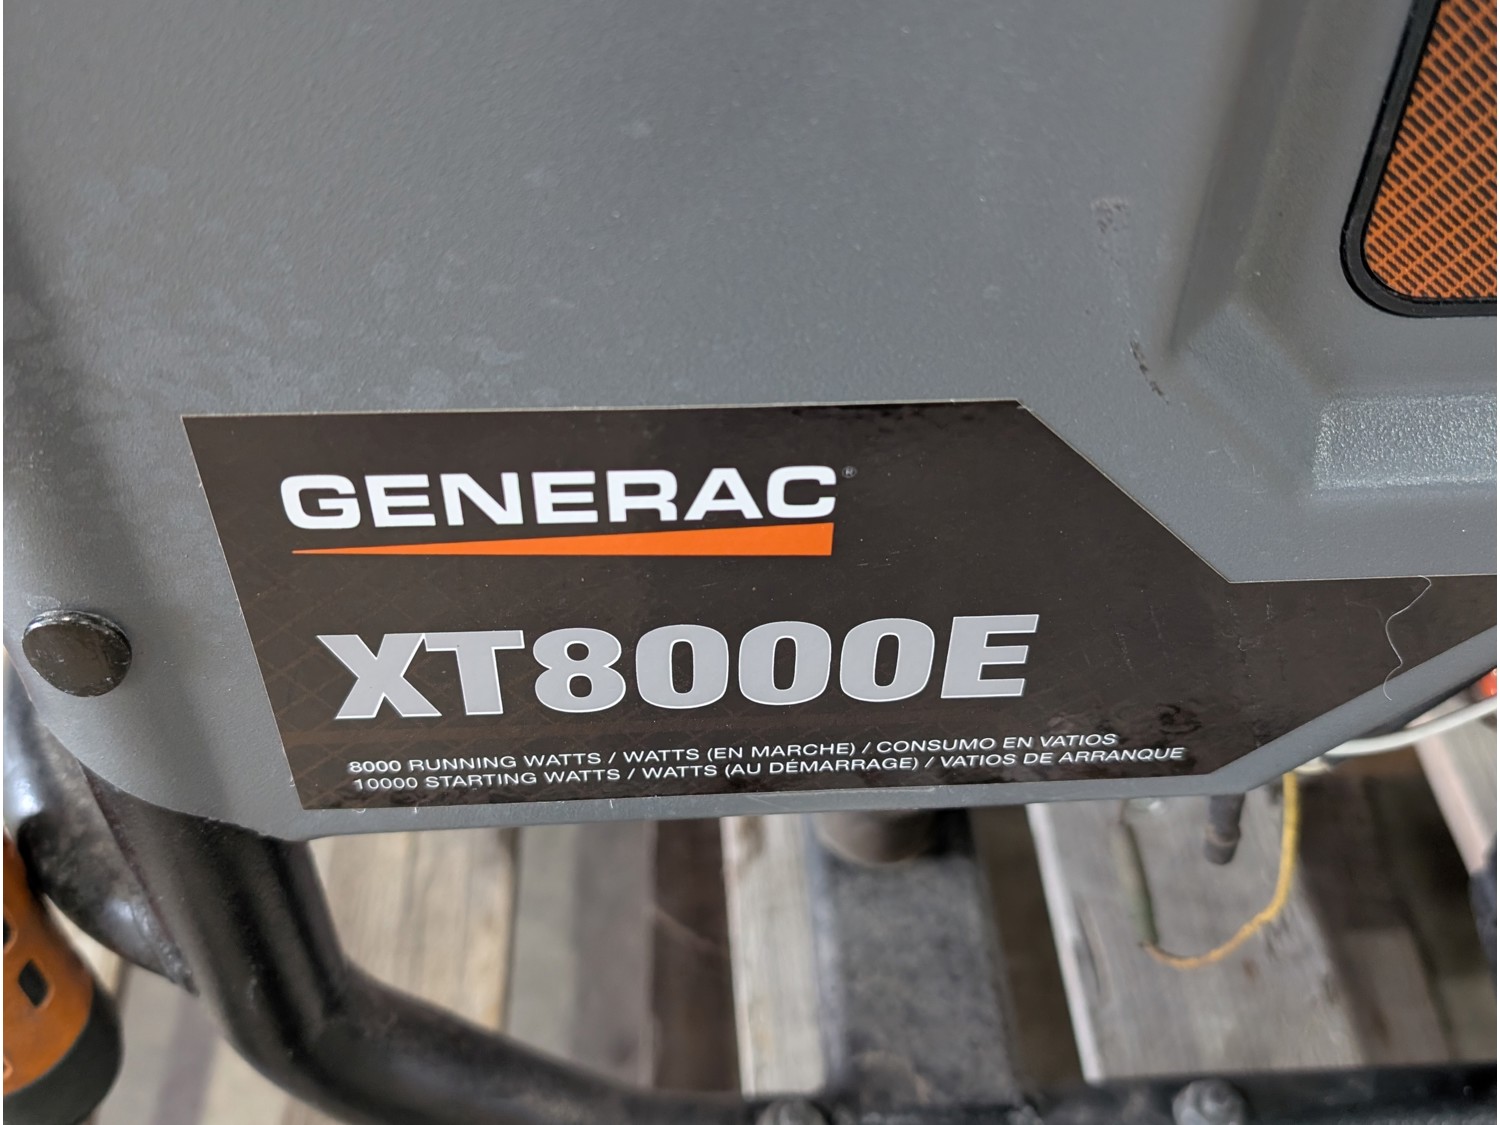 GENERAC®
XT8000E
8000 RUNNING WATTS / WATTS (EN MARCHE) / CONSUMO EN VATIOS
10000 STARTING WATTS / WATTS (AU DÉMARRAGE) / VATIOS DE ARRANQUE